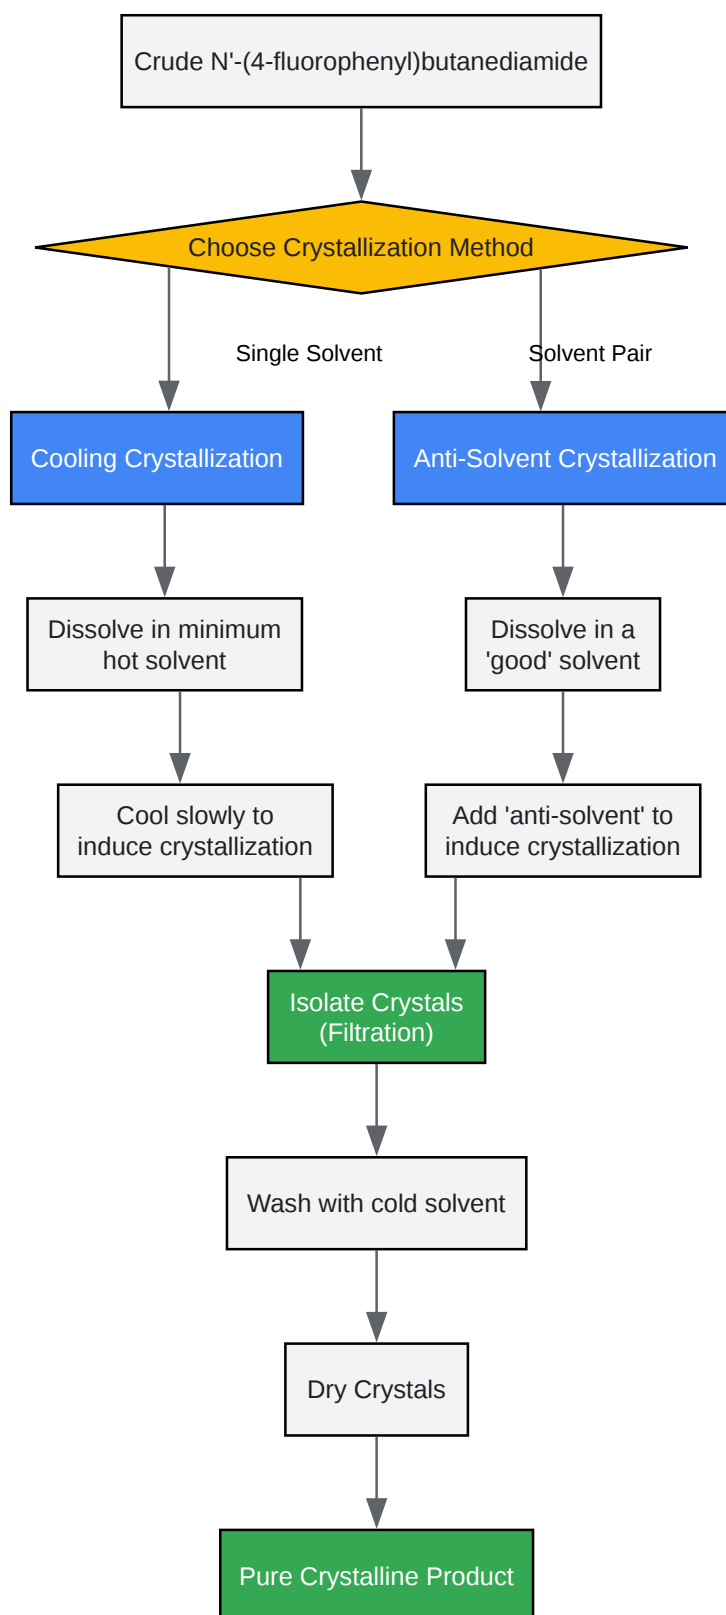 Crude N'-(4-fluorophenyl)butanediamide
Choose Crystallization Method
Single Solvent
Solvent Pair
Cooling Crystallization
Anti-Solvent Crystallization
Dissolve in minimum
hot solvent
Dissolve in a
'good' solvent
Cool slowly to
induce crystallization
Add 'anti-solvent' to
induce crystallization
Isolate Crystals
(Filtration)
Wash with cold solvent
Dry Crystals
Pure Crystalline Product